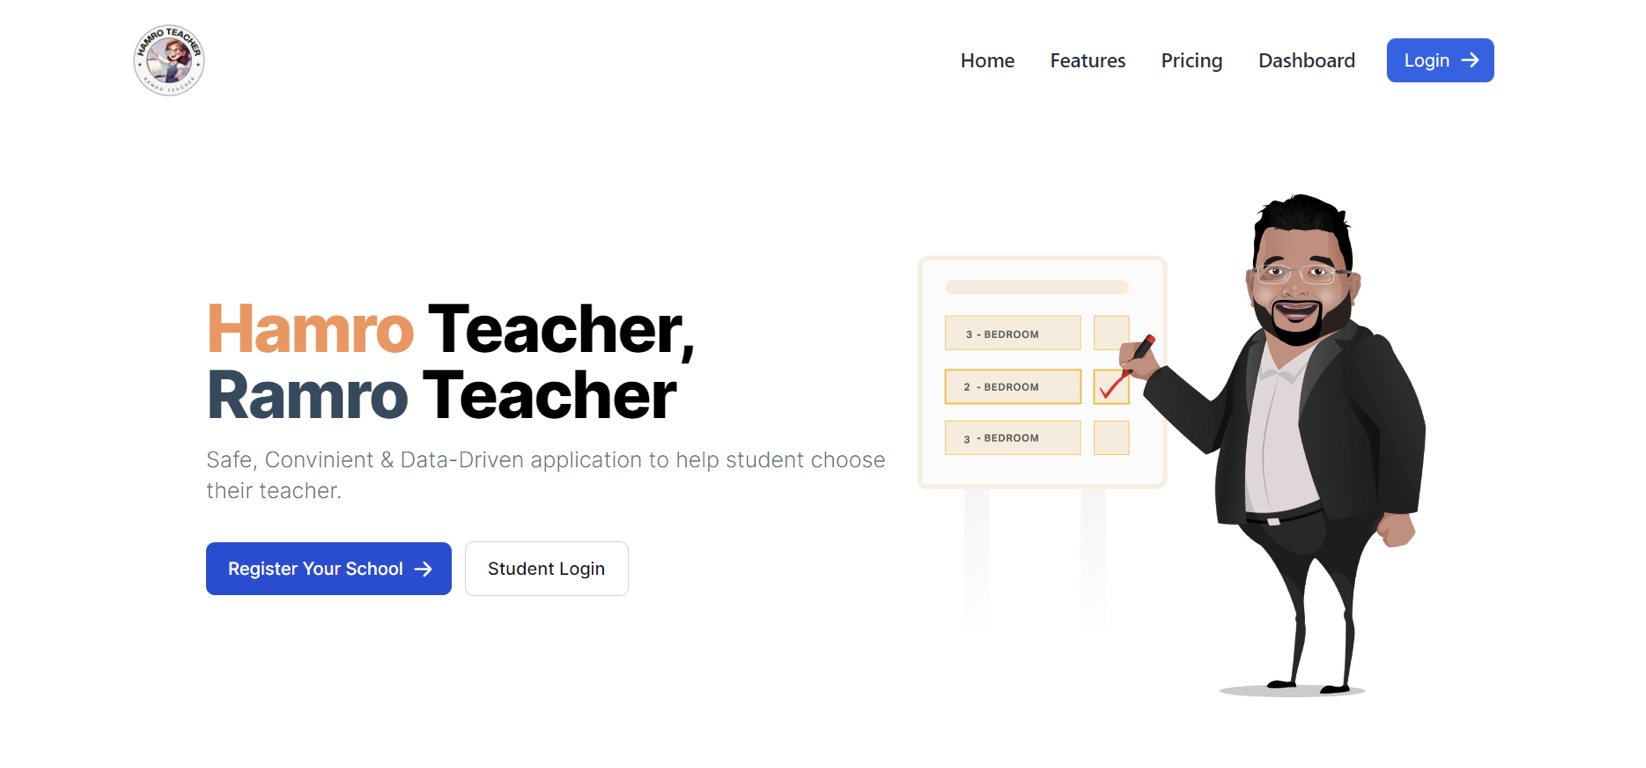 HAMRO TEACHER
RAMRO TEACHER
Home
Features
Pricing
Dashboard
Login
Hamro Teacher,
Ramro Teacher
Safe, Convinient & Data-Driven application to help student choose
their teacher.
Register Your School
Student Login
3 - BEDROOM
2 - BEDROOM
3 - BEDROOM